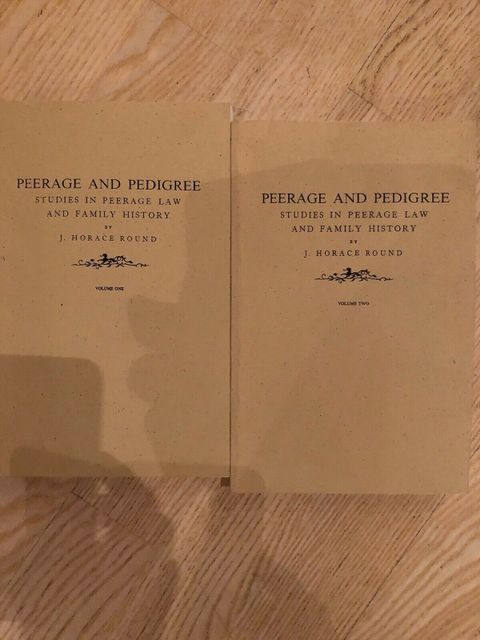 PEERAGE AND PEDIGREE
STUDIES IN PEERAGE LAW
AND FAMILY HISTORY
BY
J. HORACE ROUND
VOLUME ONE
PEERAGE AND PEDIGREE
STUDIES IN PEERAGE LAW
AND FAMILY HISTORY
BY
J. HORACE ROUND
VOLUME TWO